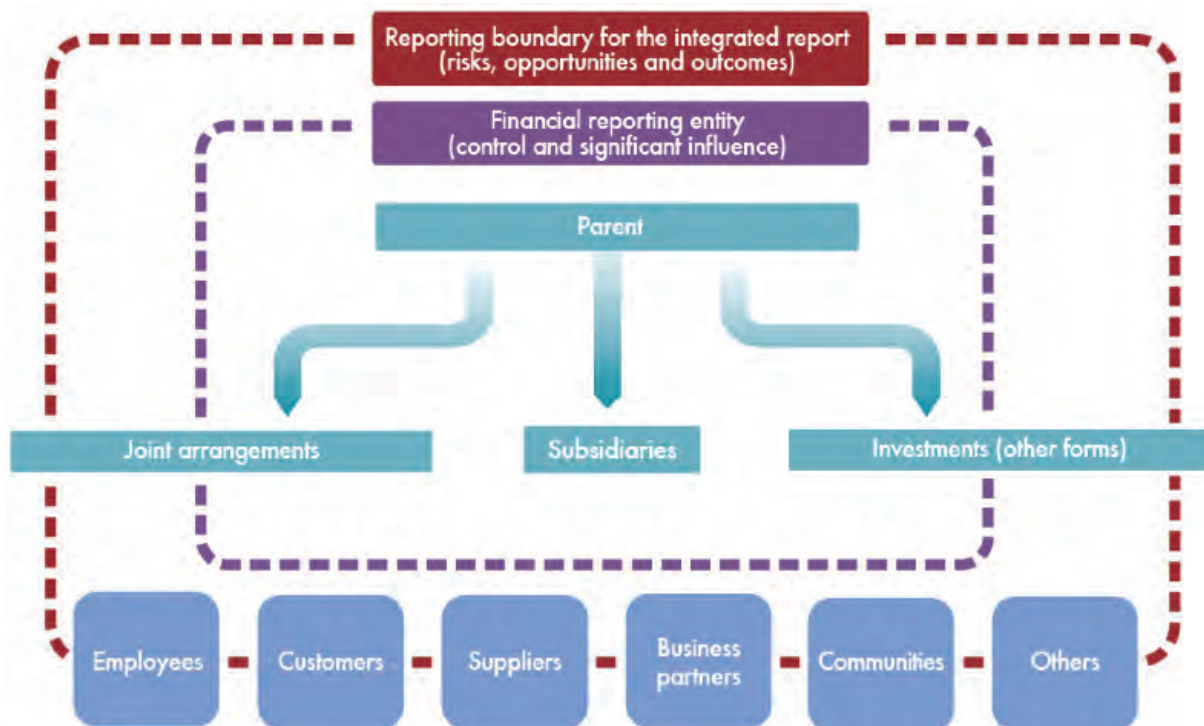 Reporting boundary for the integrated report
(risks, opportunities and outcomes)
Financial reporting entity
(control and significant influence)
Parent
Joint arrangements
Subsidiaries
Investments (other forms)
Employees
Customers
Suppliers
Business
partners
Communities
Others